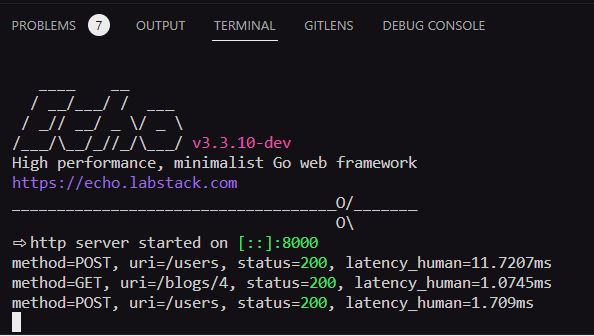 PROBLEMS 7 OUTPUT TERMINAL GITLENS DEBUG CONSOLE
   ____    __
  / __/___/ /  ___
 / _// __/ _ \/ _ \
/___/\__/_//_/\___/ v3.3.10-dev
High performance, minimalist Go web framework
https://echo.labstack.com
____________________________________O/_______
                                    O\
⇨ http server started on [::]:8000
method=POST, uri=/users, status=200, latency_human=11.7207ms
method=GET, uri=/blogs/4, status=200, latency_human=1.0745ms
method=POST, uri=/users, status=200, latency_human=1.709ms